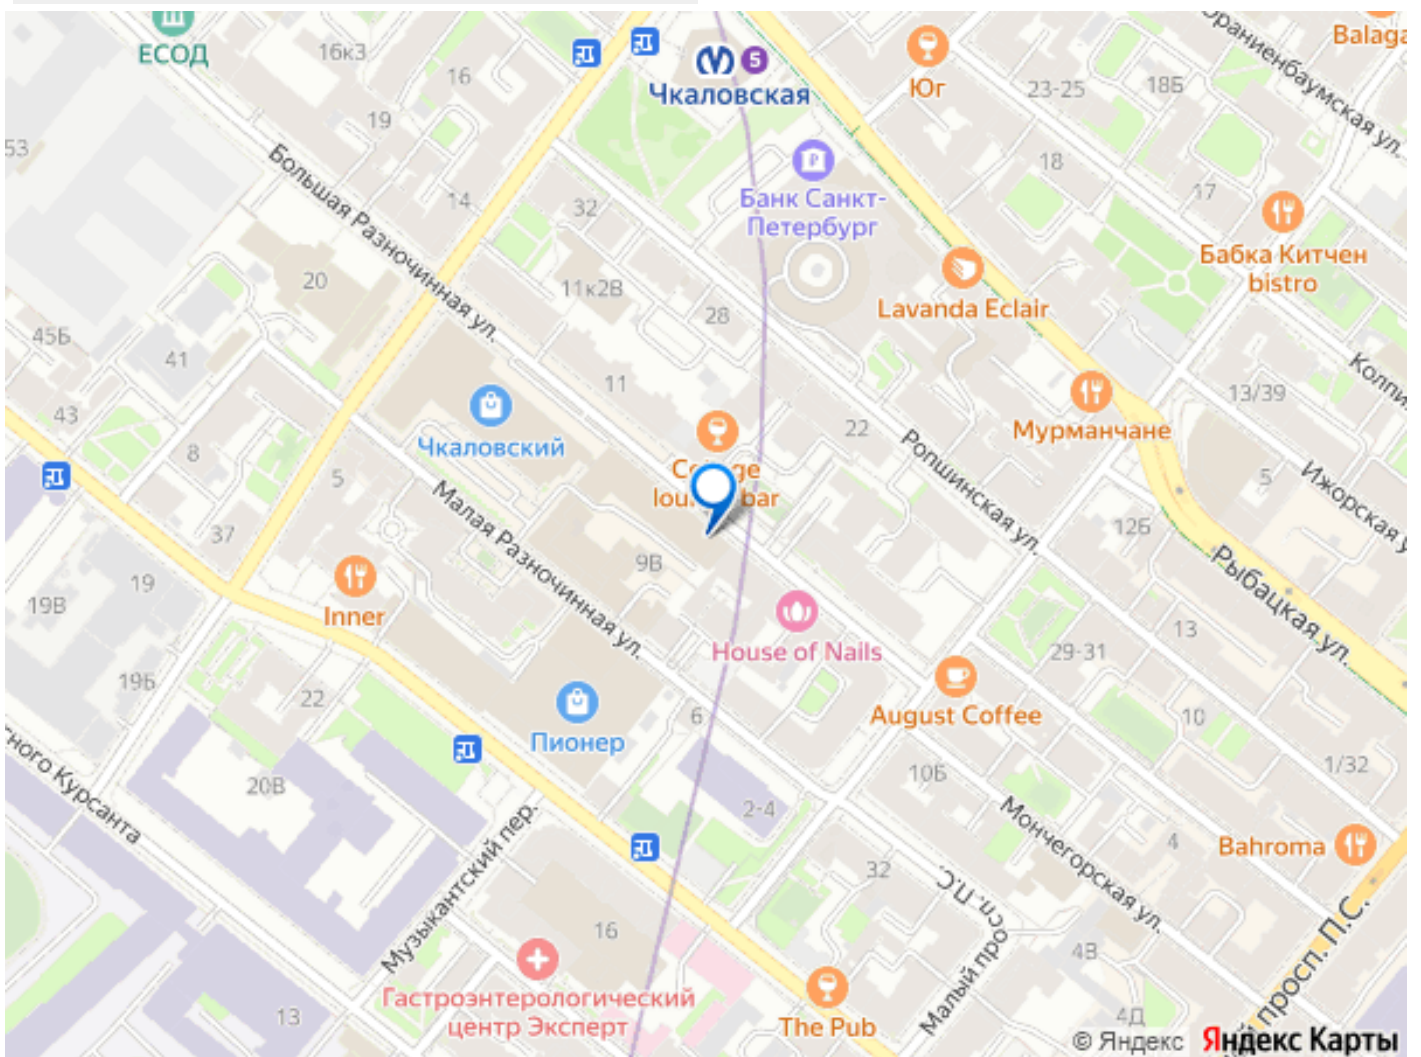 ЕСОД
16к3
16
19
53
14
Чкаловская
5
Юг
Balaga
Ораниенбаумская ул.
23-25
18Б
18
17
Банк Санкт-
Петербург
Бабка Китчен
bistro
Lavanda Eclair
Большая Разночинная ул.
32
20
11к2В
28
45Б
41
43
8
11
Чкаловский
5
37
22
Мурманчане
13/39
Колпи
Ропшинская ул.
5
Ижорская у
12Б
Рыбацкая ул.
Малая Разночинная ул.
9В
19
19В
Inner
House of Nails
13
29-31
19Б
22
6
August Coffee
10
Пионер
10Б
1/32
сного Курсанта
20В
2-4
Мончегорская ул.
4
Bahroma
Музыкантский пер.
32
Малый просп. П.С.
16
4В
й просп. П.С.
Гастроэнтерологический
центр Эксперт
13
The Pub
4Д
© Яндекс Яндекс Карты